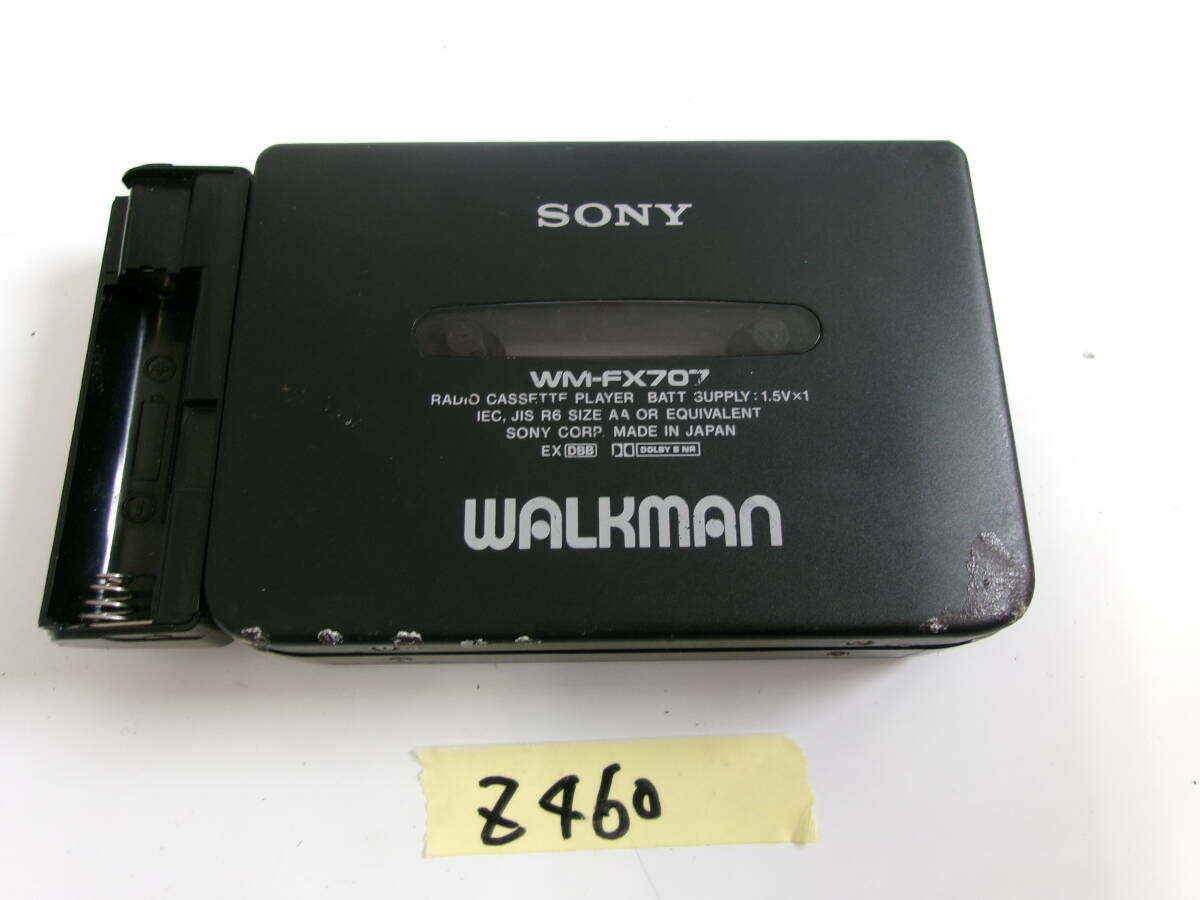 SONY
WM-FX707
RADIO CASSETTE PLAYER BATT SUPPLY: 1.5V×1
IEC, JIS R6 SIZE AA OR EQUIVALENT
SONY CORP. MADE IN JAPAN
EX DBB DOLBY B NR
WALKMAN
Z460